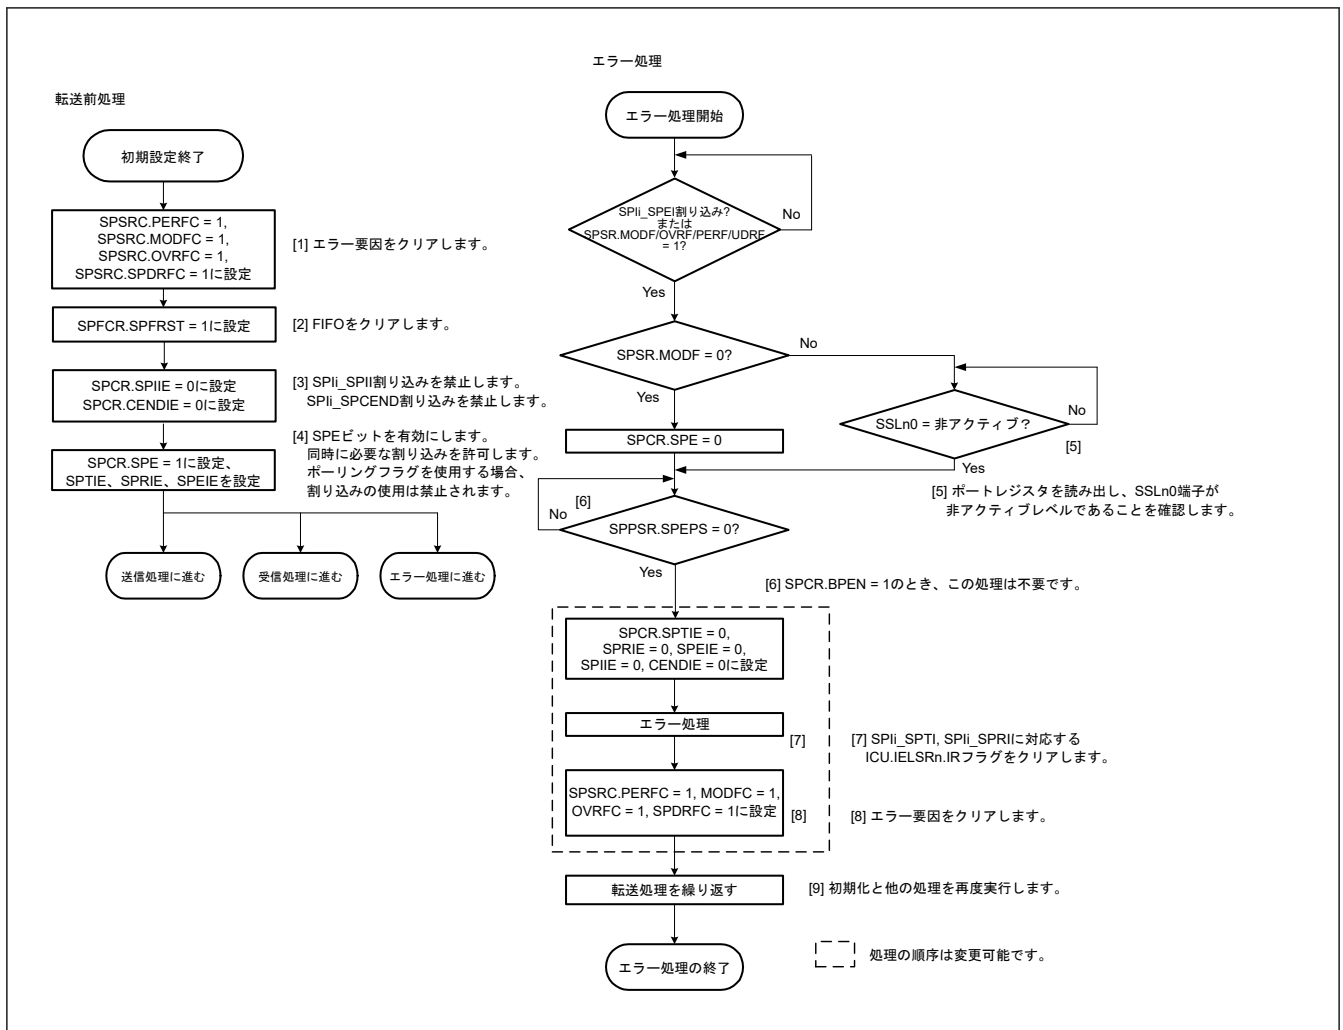 転送前処理
初期設定終了
SPSRC.PERFC = 1,
SPSRC.MODFC = 1,
SPSRC.OVRFC = 1,
SPSRC.SPDRFC = 1に設定
[1] エラー要因をクリアします。
SPFCR.SPFRST = 1に設定
[2] FIFOをクリアします。
SPCR.SPIIE = 0に設定
SPCR.CENDIE = 0に設定
[3] SPIi_SPII割り込みを禁止します。
SPIi_SPCEND割り込みを禁止します。
SPCR.SPE = 1に設定、
SPTIE、SPRIE、SPEIEを設定
[4] SPEビットを有効にします。
同時に必要な割り込みを許可します。
ポーリングフラグを使用する場合、
割り込みの使用は禁止されます。
送信処理に進む
受信処理に進む
エラー処理に進む
エラー処理
エラー処理開始
SPIi_SPEI割り込み?
または
SPSR.MODF/OVRF/PERF/UDRF
= 1?
No
Yes
SPSR.MODF = 0?
No
Yes
SPCR.SPE = 0
SSLn0 = 非アクティブ？
No
[5]
Yes
[5] ポートレジスタを読み出し、SSLn0端子が
非アクティブレベルであることを確認します。
[6]
No
SPPSR.SPEPS = 0?
Yes
[6] SPCR.BPEN = 1のとき、この処理は不要です。
SPCR.SPTIE = 0,
SPRIE = 0, SPEIE = 0,
SPIIE = 0, CENDIE = 0に設定
エラー処理
[7]
[7] SPIi_SPTI, SPIi_SPRIに対応する
ICU.IELSRn.IRフラグをクリアします。
SPSRC.PERFC = 1, MODFC = 1,
OVRFC = 1, SPDRFC = 1に設定
[8]
[8] エラー要因をクリアします。
転送処理を繰り返す
[9] 初期化と他の処理を再度実行します。
エラー処理の終了
処理の順序は変更可能です。